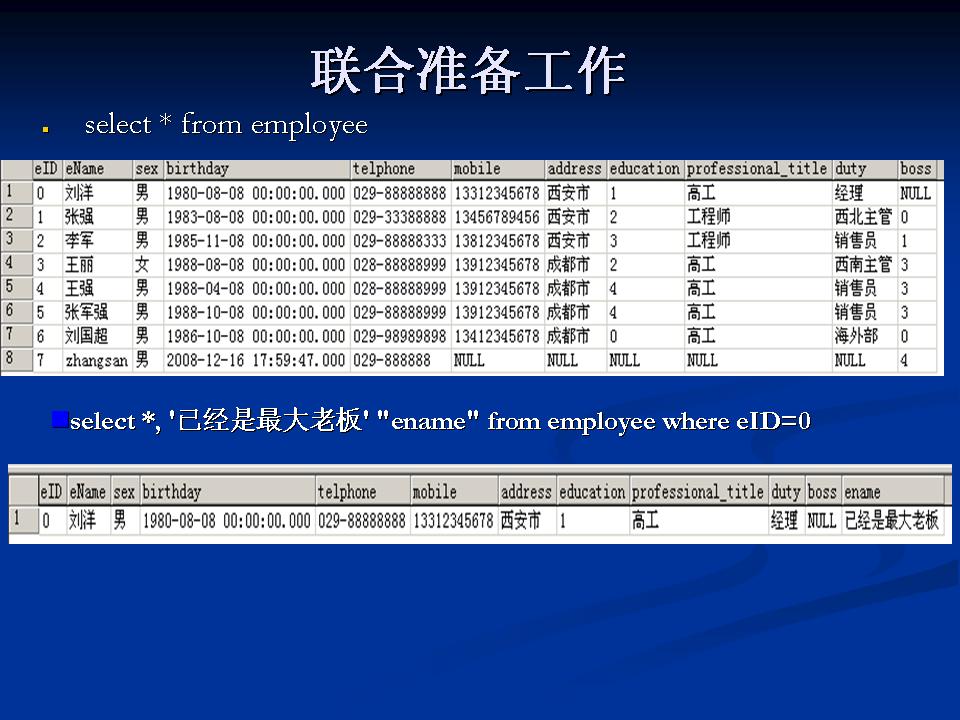 联合准备工作
select * from employee
eID eName sex birthday telphone mobile address education professional_title duty boss
1 0 刘洋 男 1980-08-08 00:00:00.000 029-88888888 13312345678 西安市 1 高工 经理 NULL
2 1 张强 男 1983-08-08 00:00:00.000 029-33388888 13456789456 西安市 2 工程师 西北主管 0
3 2 李军 男 1985-11-08 00:00:00.000 029-88888333 13812345678 西安市 3 工程师 销售员 1
4 3 王丽 女 1988-08-08 00:00:00.000 028-88888999 13912345678 成都市 2 高工 西南主管 3
5 4 王强 男 1988-04-08 00:00:00.000 028-88888999 13912345678 成都市 4 高工 销售员 3
6 5 张军强 男 1988-10-08 00:00:00.000 029-88888999 13912345678 成都市 4 高工 销售员 3
7 6 刘国超 男 1986-10-08 00:00:00.000 029-98989898 13412345678 成都市 0 高工 海外部 0
8 7 zhangsan 男 2008-12-16 17:59:47.000 029-888888 NULL NULL NULL NULL NULL 4
select *, '已经是最大老板' "ename" from employee where eID=0
eID eName sex birthday telphone mobile address education professional_title duty boss ename
1 0 刘洋 男 1980-08-08 00:00:00.000 029-88888888 13312345678 西安市 1 高工 经理 NULL 已经是最大老板